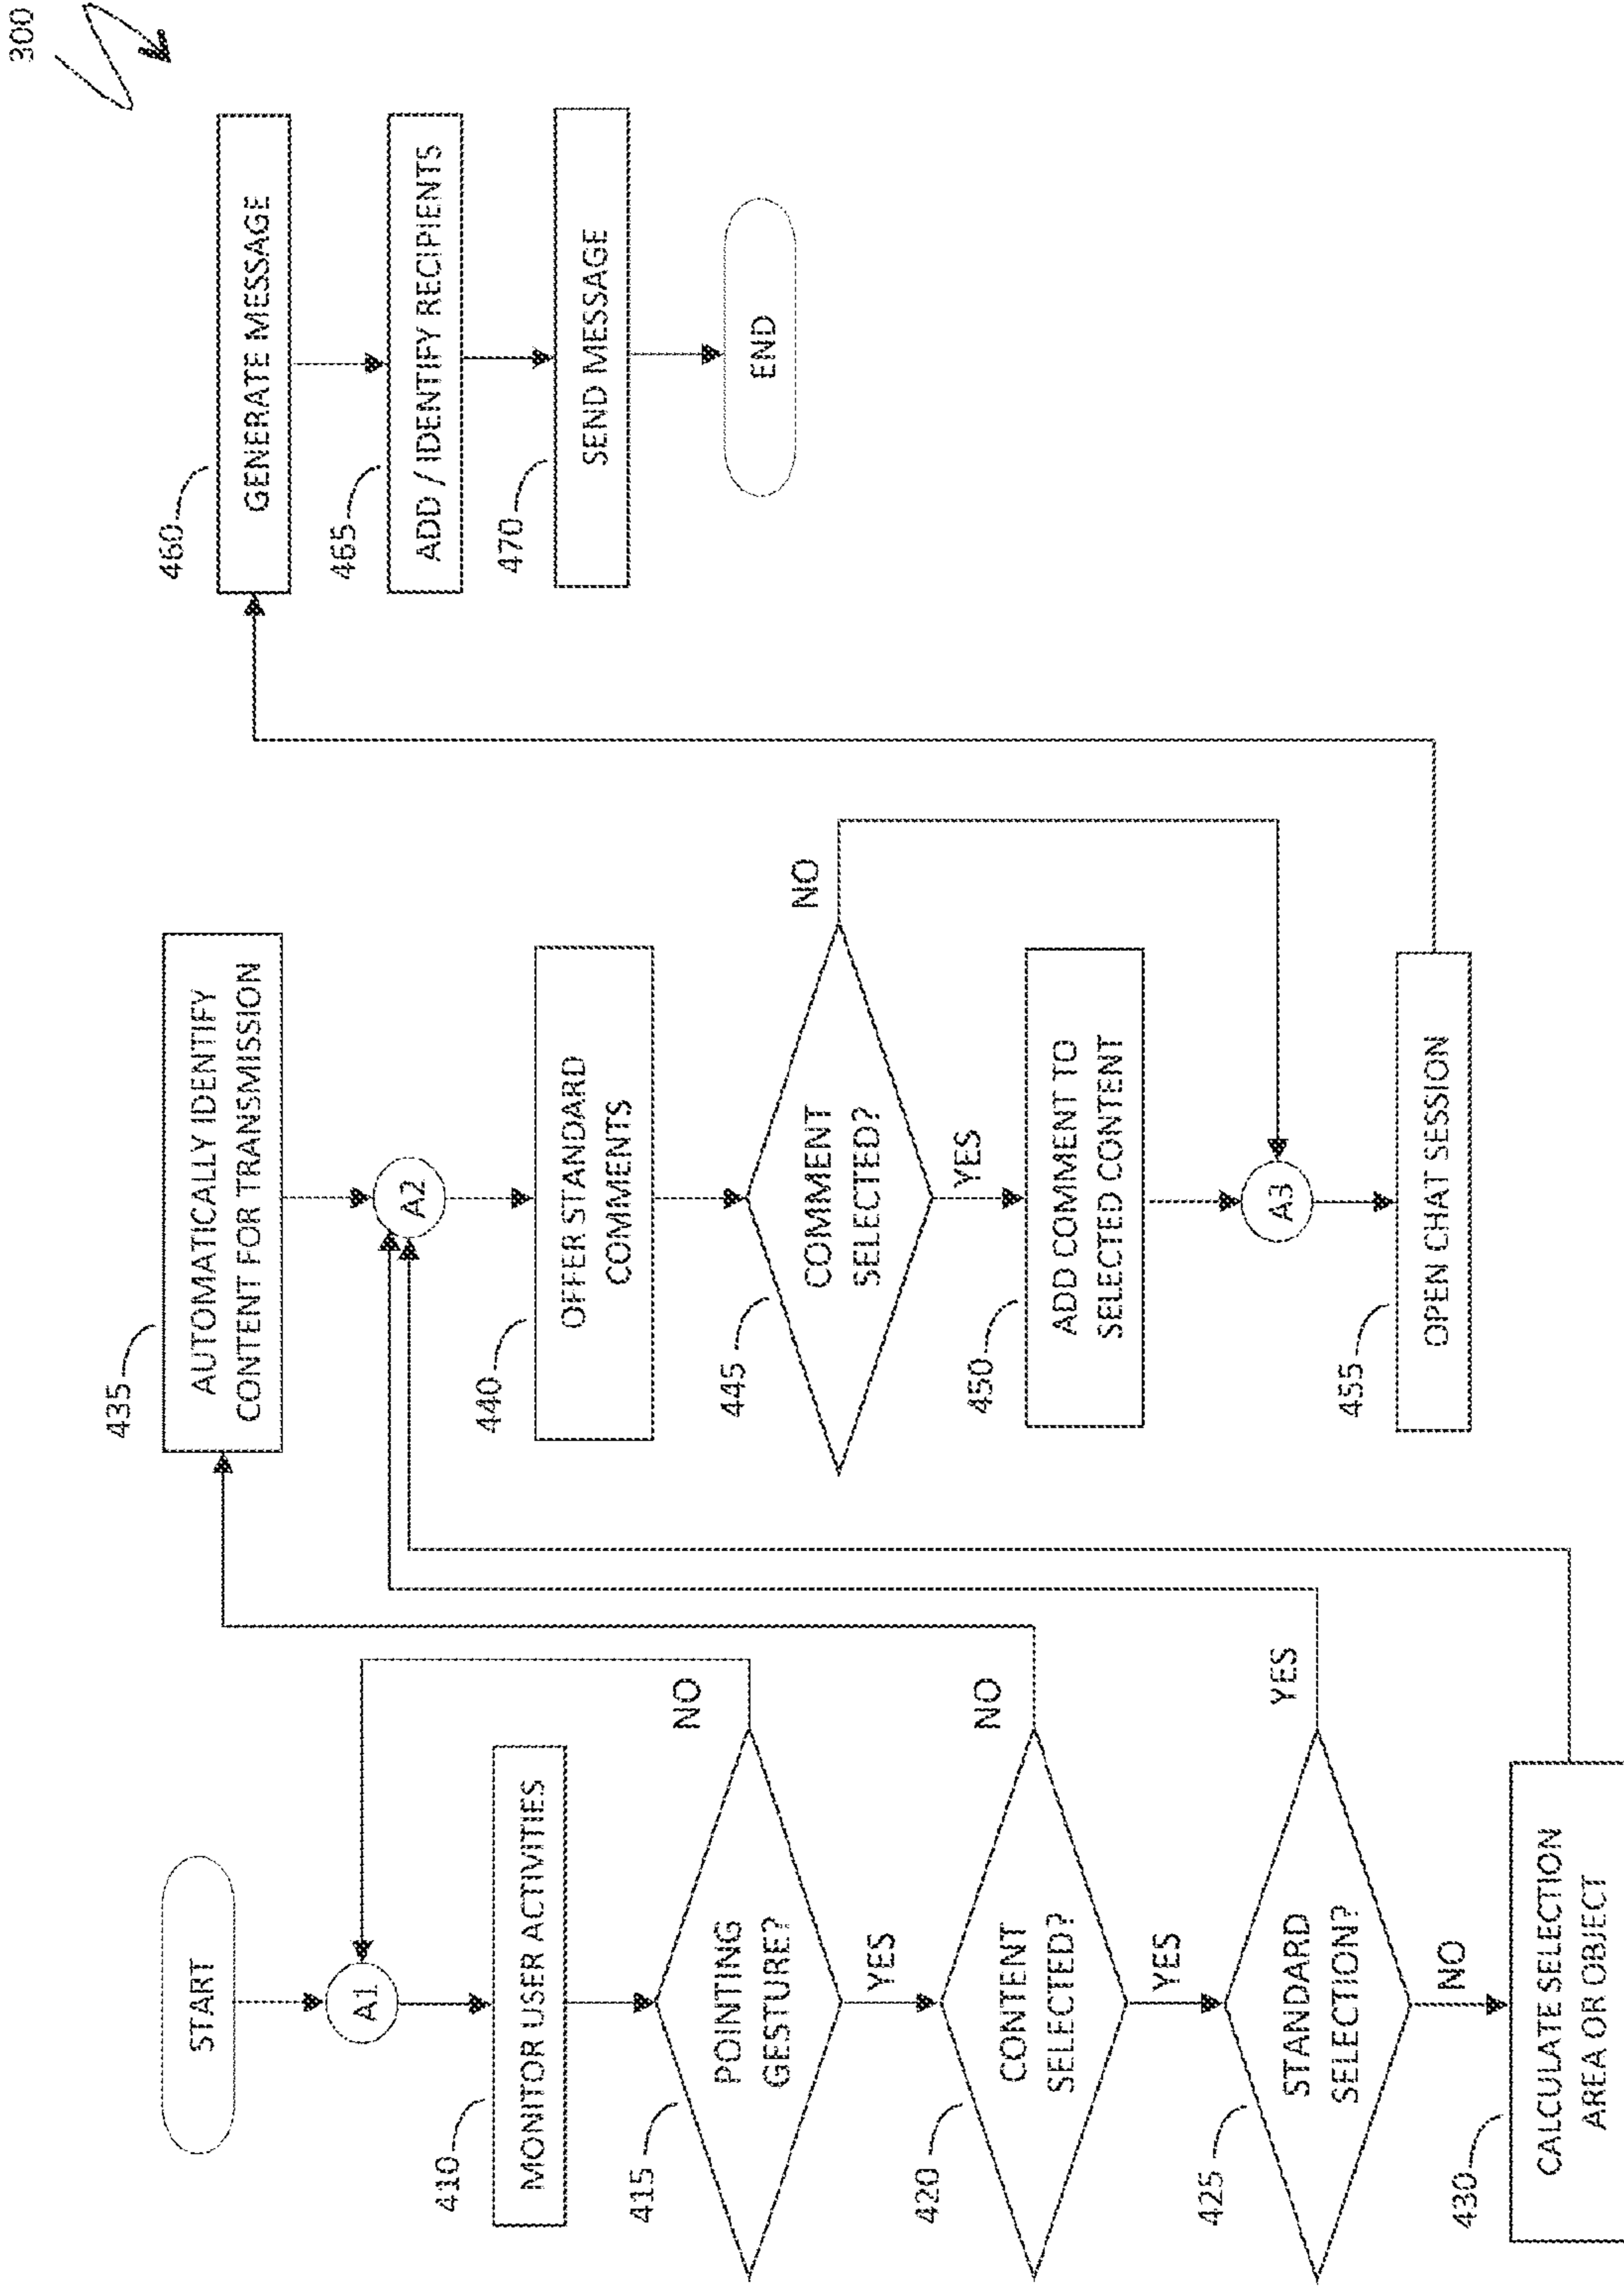 300
START
A1
410
MONITOR USER ACTIVITIES
415
POINTING
GESTURE?
NO
YES
420
CONTENT
SELECTED?
NO
YES
425
STANDARD
SELECTION?
YES
NO
430
CALCULATE SELECTION
AREA OR OBJECT
435
AUTOMATICALLY IDENTIFY
CONTENT FOR TRANSMISSION
A2
440
OFFER STANDARD
COMMENTS
445
COMMENT
SELECTED?
NO
YES
450
ADD COMMENT TO
SELECTED CONTENT
A3
455
OPEN CHAT SESSION
460
GENERATE MESSAGE
465
ADD / IDENTIFY RECIPIENTS
470
SEND MESSAGE
END